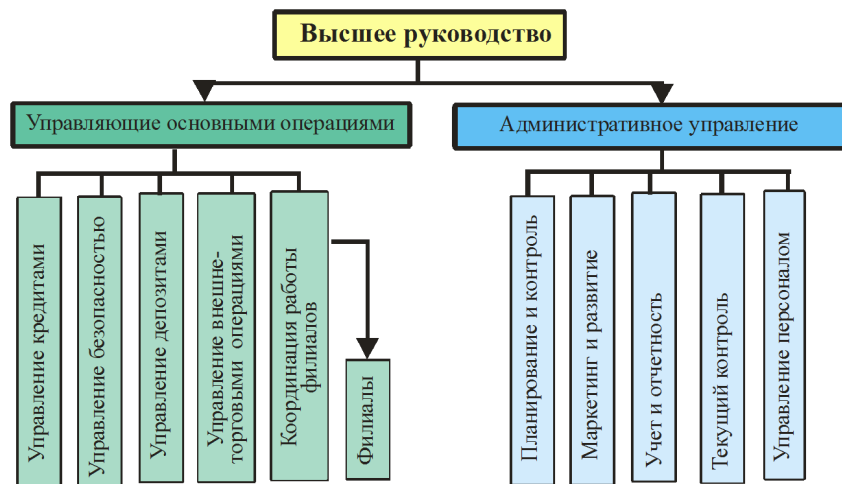 Высшее руководство
Управляющие основными операциями
Административное управление
Управление кредитами
Управление безопасностью
Управление депозитами
Управление внешне-
торговыми операциями
Координация работы
филиалов
Филиалы
Планирование и контроль
Маркетинг и развитие
Учет и отчетность
Текущий контроль
Управление персоналом